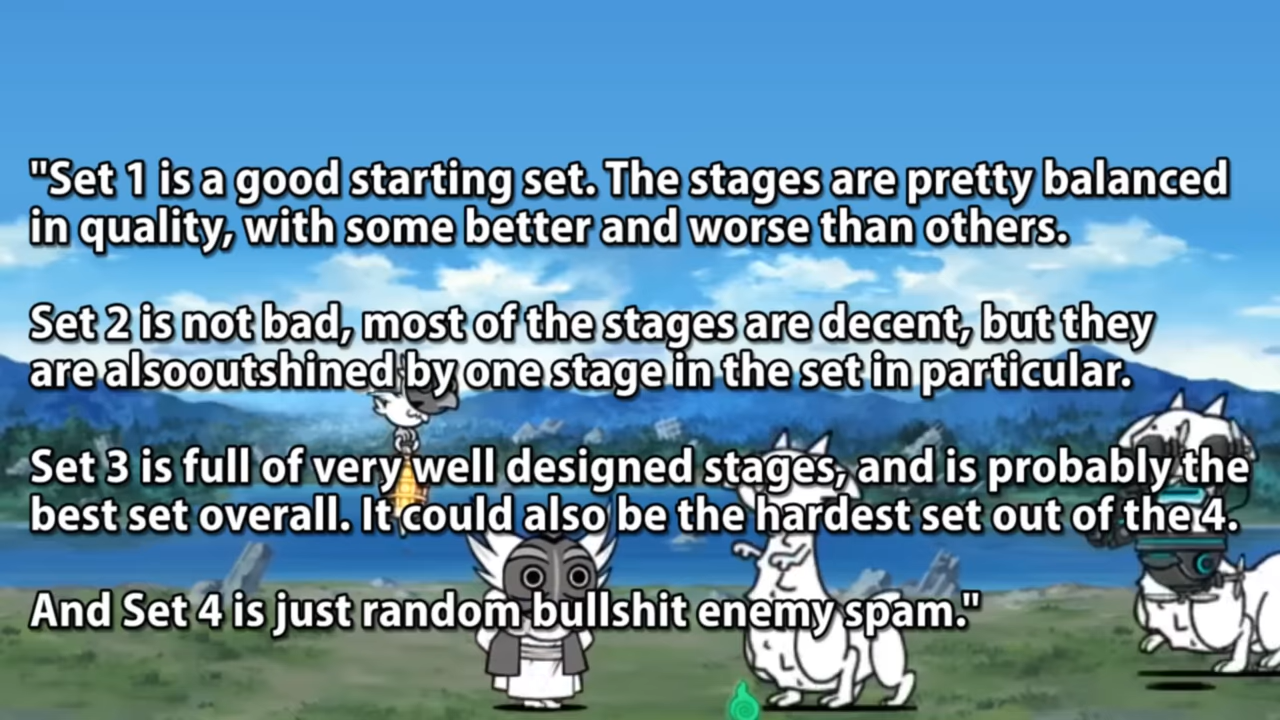 "Set 1 is a good starting set. The stages are pretty balanced
in quality, with some better and worse than others.
Set 2 is not bad, most of the stages are decent, but they
are alsooutshined by one stage in the set in particular.
Set 3 is full of very well designed stages, and is probably the
best set overall. It could also be the hardest set out of the 4.
And Set 4 is just random bullshit enemy spam."